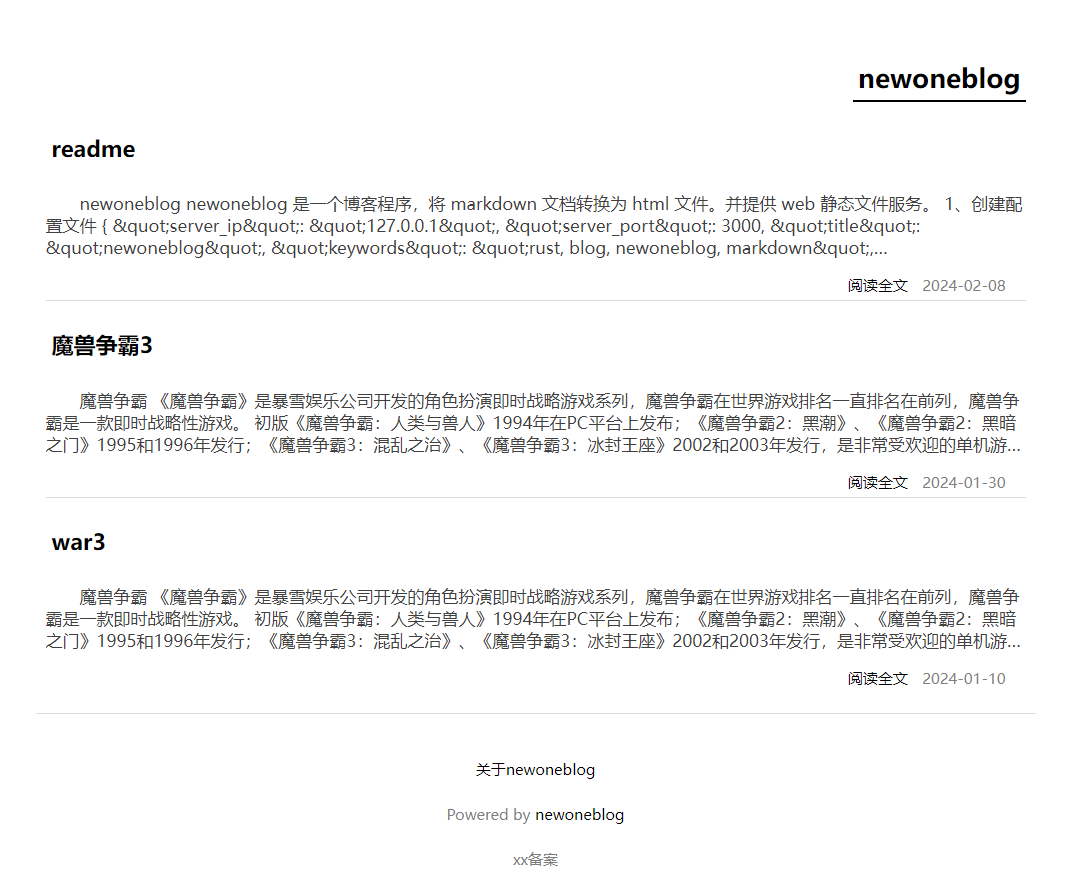 newoneblog
readme
newoneblog newoneblog 是一个博客程序，将 markdown 文档转换为 html 文件。并提供 web 静态文件服务。 1、创建配
置文件 { &quot;server_ip&quot;: &quot;127.0.0.1&quot;, &quot;server_port&quot;: 3000, &quot;title&quot;:
&quot;newoneblog&quot;, &quot;keywords&quot;: &quot;rust, blog, newoneblog, markdown&quot;,...
阅读全文 2024-02-08
魔兽争霸3
魔兽争霸 《魔兽争霸》是暴雪娱乐公司开发的角色扮演即时战略游戏系列，魔兽争霸在世界游戏排名一直排名在前列，魔兽争
霸是一款即时战略性游戏。 初版《魔兽争霸：人类与兽人》1994年在PC平台上发布；《魔兽争霸2：黑潮》、《魔兽争霸2：黑暗
之门》1995和1996年发行；《魔兽争霸3：混乱之治》、《魔兽争霸3：冰封王座》2002和2003年发行，是非常受欢迎的单机游...
阅读全文 2024-01-30
war3
魔兽争霸 《魔兽争霸》是暴雪娱乐公司开发的角色扮演即时战略游戏系列，魔兽争霸在世界游戏排名一直排名在前列，魔兽争
霸是一款即时战略性游戏。 初版《魔兽争霸：人类与兽人》1994年在PC平台上发布；《魔兽争霸2：黑潮》、《魔兽争霸2：黑暗
之门》1995和1996年发行；《魔兽争霸3：混乱之治》、《魔兽争霸3：冰封王座》2002和2003年发行，是非常受欢迎的单机游...
阅读全文 2024-01-10
关于newoneblog
Powered by newoneblog
xx备案